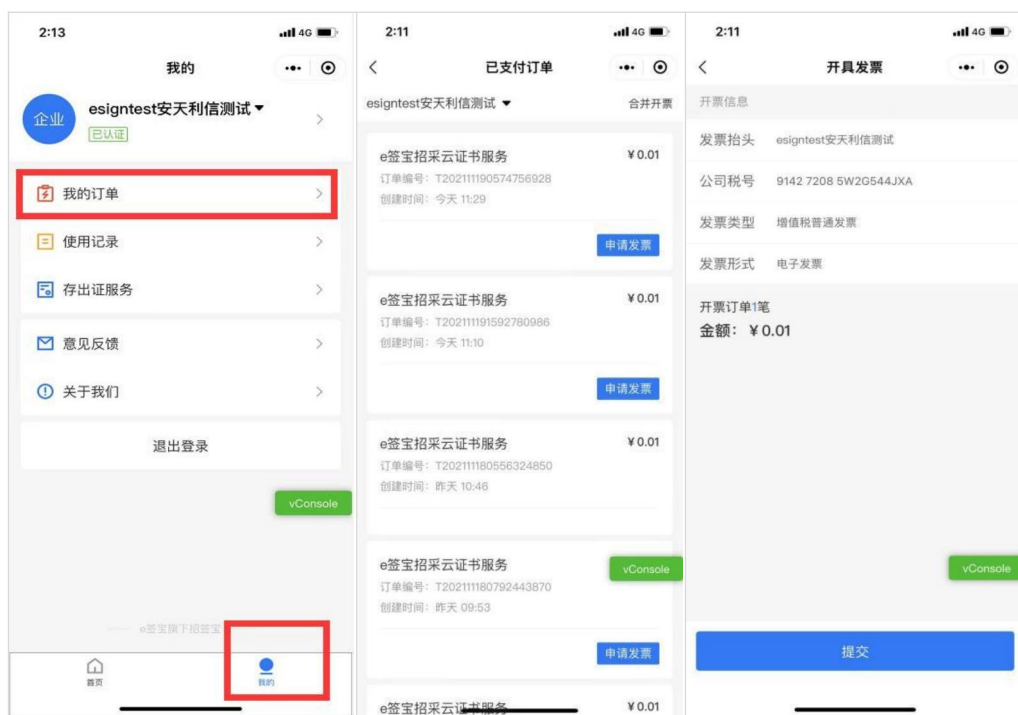 2:13
4G
我的
企业
esigntest安天利信测试
已认证
我的订单
使用记录
存出证服务
意见反馈
关于我们
退出登录
vConsole
e签宝旗下招签宝
首页
我的
2:11
4G
已支付订单
esigntest安天利信测试
合并开票
e签宝招采云证书服务
¥0.01
订单编号：T202111190574756928
创建时间：今天 11:29
申请发票
e签宝招采云证书服务
¥0.01
订单编号：T202111191592780986
创建时间：今天 11:10
申请发票
e签宝招采云证书服务
¥0.01
订单编号：T202111180556324850
创建时间：昨天 10:46
e签宝招采云证书服务
vConsole
订单编号：T202111180792443870
创建时间：昨天 09:53
申请发票
e签宝招采云证书服务
¥0.01
2:11
4G
开具发票
开票信息
发票抬头 esigntest安天利信测试
公司税号 9142 7208 5W2G544JXA
发票类型 增值税普通发票
发票形式 电子发票
开票订单1笔
金额：¥0.01
vConsole
提交